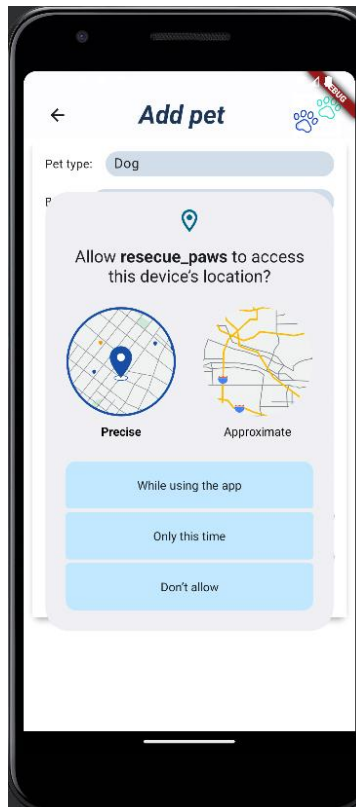 DEBUG
Add pet
Pet type: Dog
Allow resecue_paws to access
this device's location?
Precise
Approximate
While using the app
Only this time
Don't allow